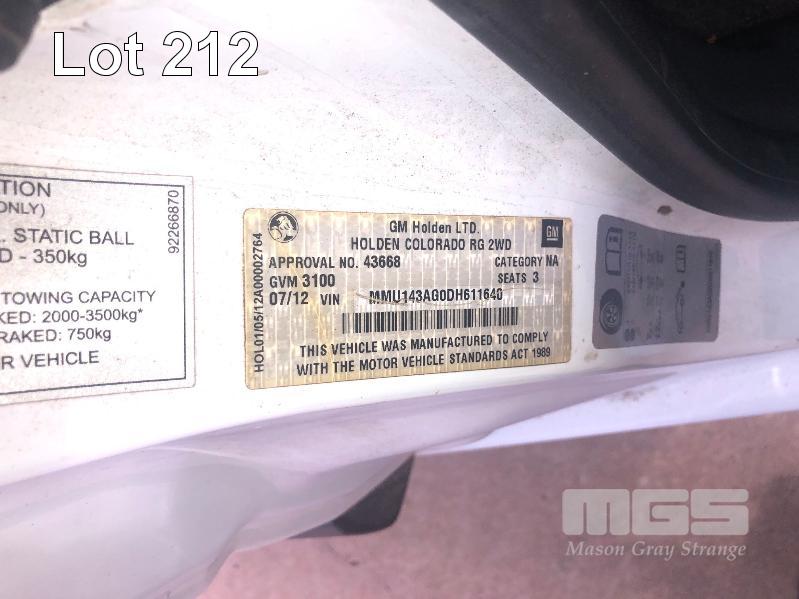 Lot 212
TION
ONLY)
. STATIC BALL
D - 350kg
TOWING CAPACITY
KED: 2000-3500kg*
RAKED: 750kg
R VEHICLE
92266870
HOL01/05/12A00002764
GM Holden LTD.
HOLDEN COLORADO RG 2WD
GM
APPROVAL NO. 43668 CATEGORY NA
GVM 3100 SEATS 3
07/12 VIN MMU143AG0DH611640
THIS VEHICLE WAS MANUFACTURED TO COMPLY
WITH THE MOTOR VEHICLE STANDARDS ACT 1989
MGS
Mason Gray Strange